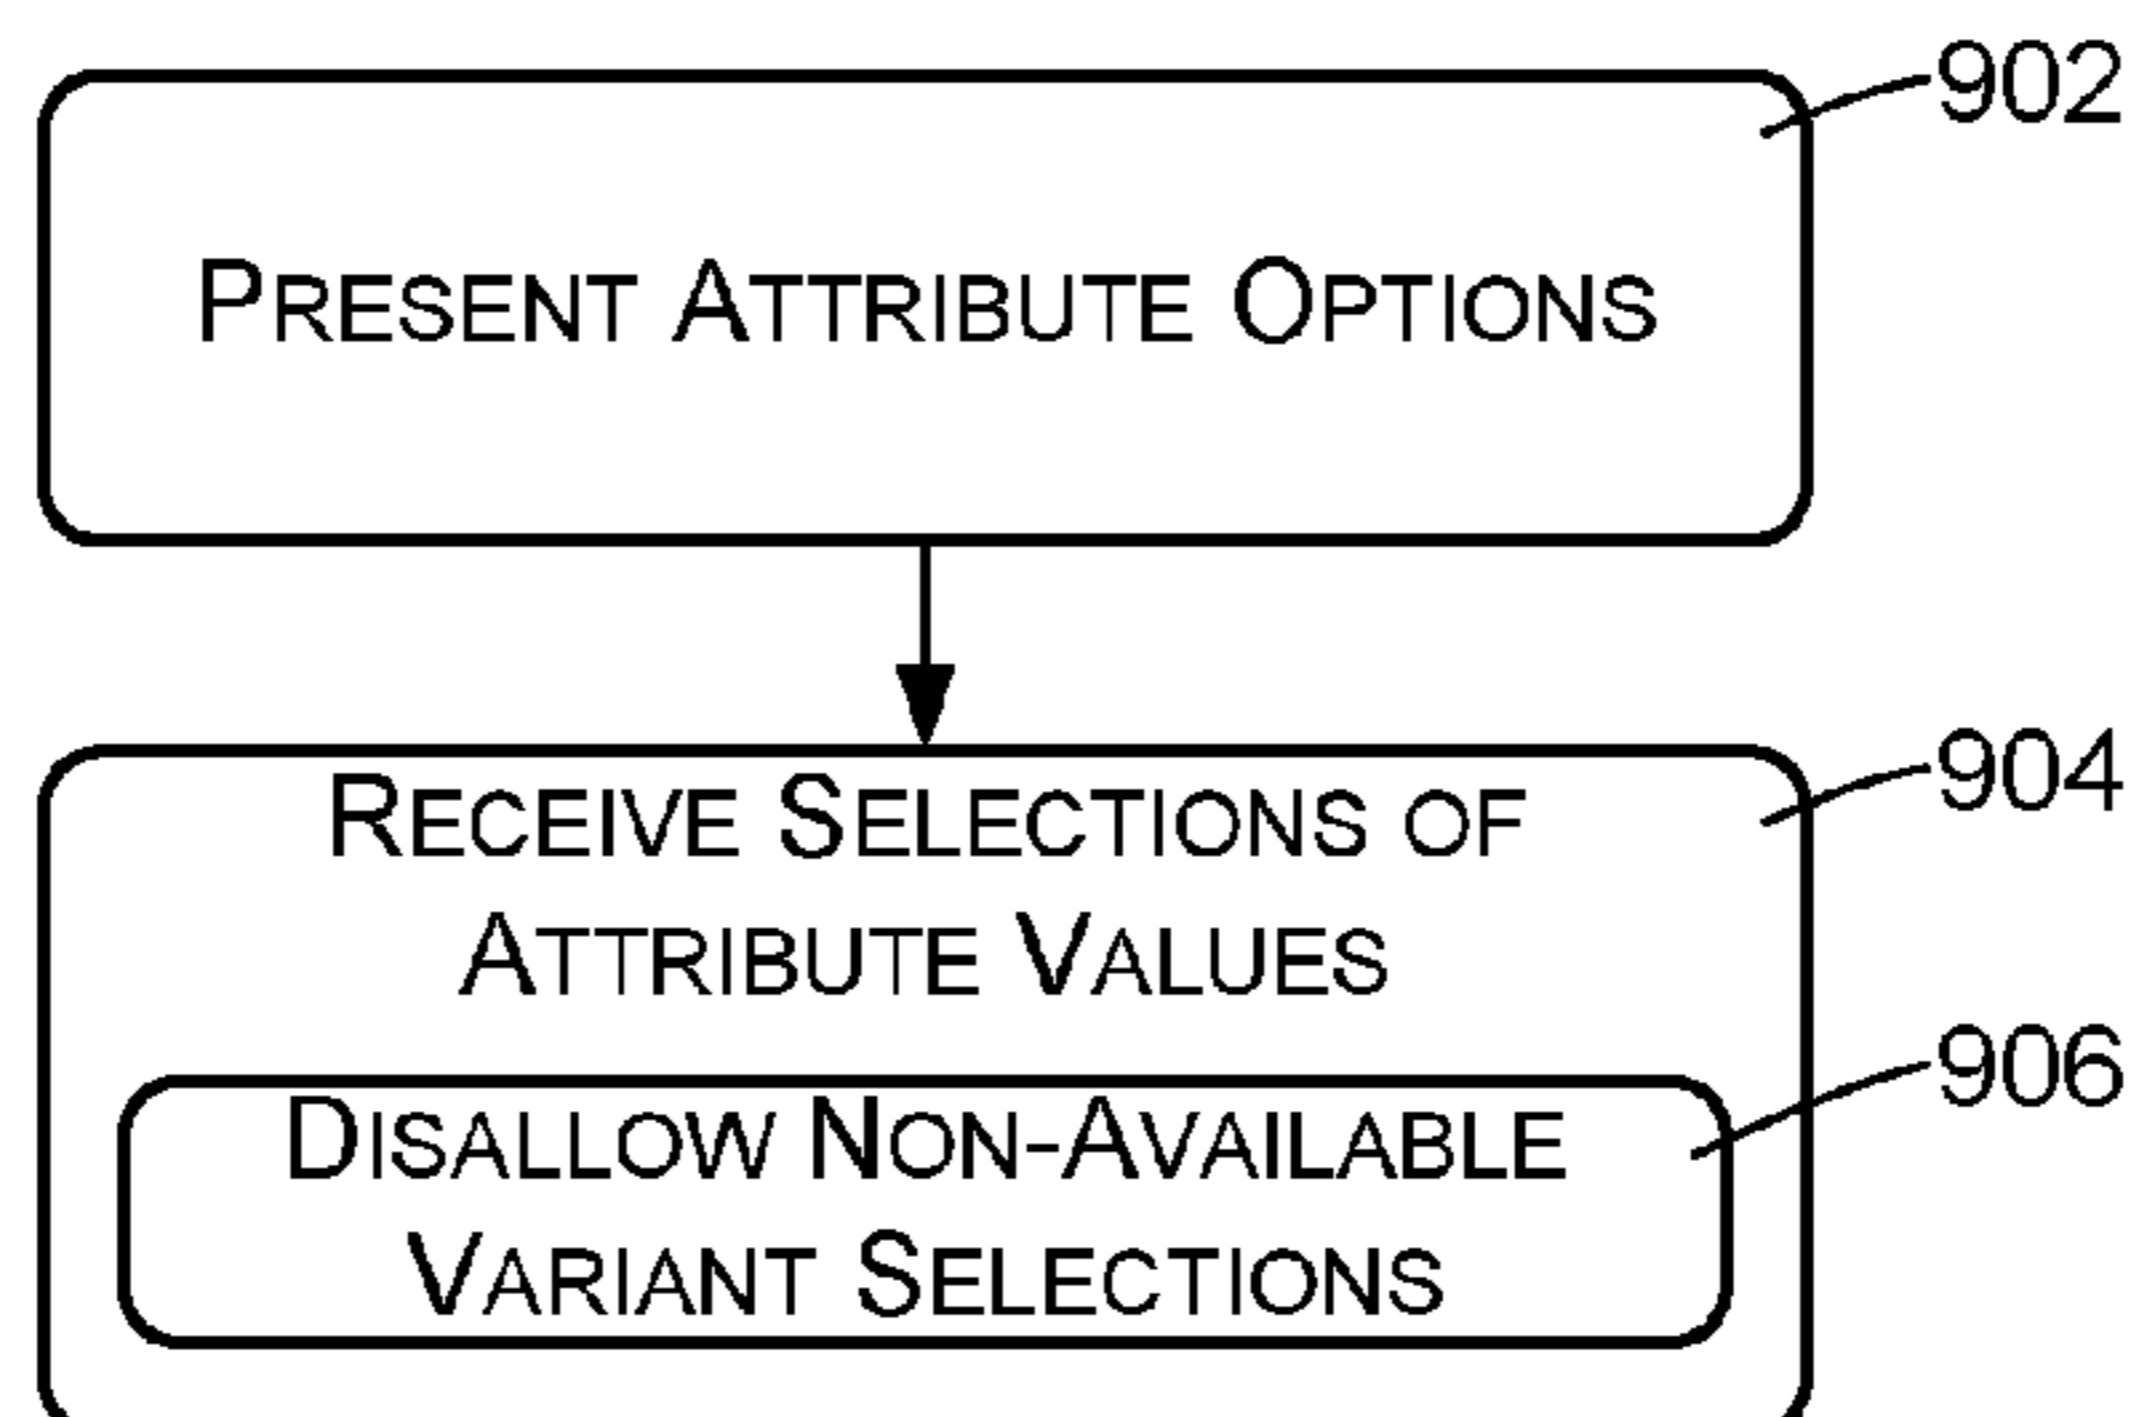 902
PRESENT ATTRIBUTE OPTIONS
904
RECEIVE SELECTIONS OF
ATTRIBUTE VALUES
906
DISALLOW NON-AVAILABLE
VARIANT SELECTIONS